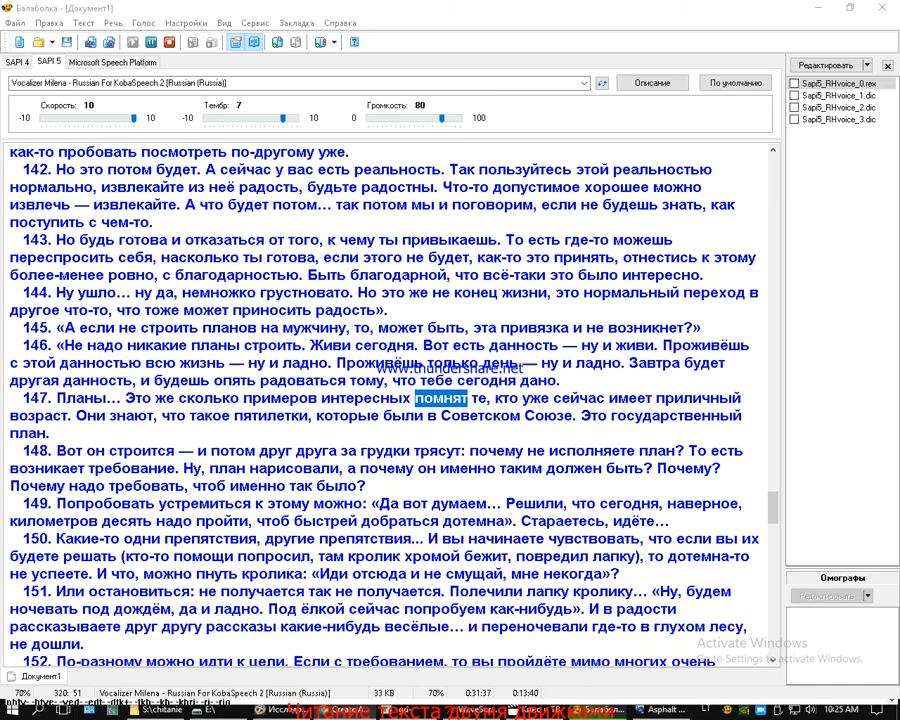 Балаболка - [Документ1]
Файл Правка Текст Речь Голос Настройки Вид Сервис Закладка Справка
SAPI 4 SAPI 5 Microsoft Speech Platform
Vocalizer Milena - Russian For KobaSpeech 2 [Russian (Russia)] Описание По умолчанию
Скорость: 10 Тембр: 7 Громкость: 80
-10 10 -10 10 0 100
Редактировать
Sapi5_RHvoice_0.rex
Sapi5_RHvoice_1.dic
Sapi5_RHvoice_2.dic
Sapi5_RHvoice_3.dic
как-то пробовать посмотреть по-другому уже.
142. Но это потом будет. А сейчас у вас есть реальность. Так пользуйтесь этой реальностью
нормально, извлекайте из неё радость, будьте радостны. Что-то допустимое хорошее можно
извлечь — извлекайте. А что будет потом… так потом мы и поговорим, если не будешь знать, как
поступить с чем-то.
143. Но будь готова и отказаться от того, к чему ты привыкаешь. То есть где-то можешь
переспросить себя, насколько ты готова, если этого не будет, как-то это принять, отнестись к этому
более-менее ровно, с благодарностью. Быть благодарной, что всё-таки это было интересно.
144. Ну ушло… ну да, немножко грустновато. Но это же не конец жизни, это нормальный переход в
другое что-то, что тоже может приносить радость».
145. «А если не строить планов на мужчину, то, может быть, эта привязка и не возникнет?»
146. «Не надо никакие планы строить. Живи сегодня. Вот есть данность — ну и живи. Проживёшь
с этой данностью всю жизнь — ну и ладно. Проживёшь только день — ну и ладно. Завтра будет
www.thundershare.net
другая данность, и будешь опять радоваться тому, что тебе сегодня дано.
147. Планы… Это же сколько примеров интересных помнят те, кто уже сейчас имеет приличный
возраст. Они знают, что такое пятилетки, которые были в Советском Союзе. Это государственный
план.
148. Вот он строится — и потом друг друга за грудки трясут: почему не исполняете план? То есть
возникает требование. Ну, план нарисовали, а почему он именно таким должен быть? Почему?
Почему надо требовать, чтоб именно так было?
149. Попробовать устремиться к этому можно: «Да вот думаем… Решили, что сегодня, наверное,
километров десять надо пройти, чтоб быстрей добраться дотемна». Стараетесь, идёте…
150. Какие-то одни препятствия, другие препятствия... И вы начинаете чувствовать, что если вы их
будете решать (кто-то помощи попросил, там кролик хромой бежит, повредил лапку), то дотемна-то
не успеете. И что, можно пнуть кролика: «Иди отсюда и не смущай, мне некогда»?
151. Или остановиться: не получается так не получается. Полечили лапку кролику… «Ну, будем
ночевать под дождём, да и ладно. Под ёлкой сейчас попробуем как-нибудь». И в радости
рассказываете друг другу рассказы какие-нибудь весёлые… и переночевали где-то в глухом лесу,
не дошли.
152. По-разному можно идти к цели. Если с требованием, то вы пройдёте мимо многих очень
Омографы
Редактировать
Activate Windows
Go to Settings to activate Windows.
Документ1
70% 320: 51 Vocalizer Milena - Russian For KobaSpeech 2 [Russian (Russia)] 33 KB 70% 0:31:37 0:13:40
Читание текста двумя движками
S:\chitanie E:\ Asphalt LT 10:25 AM